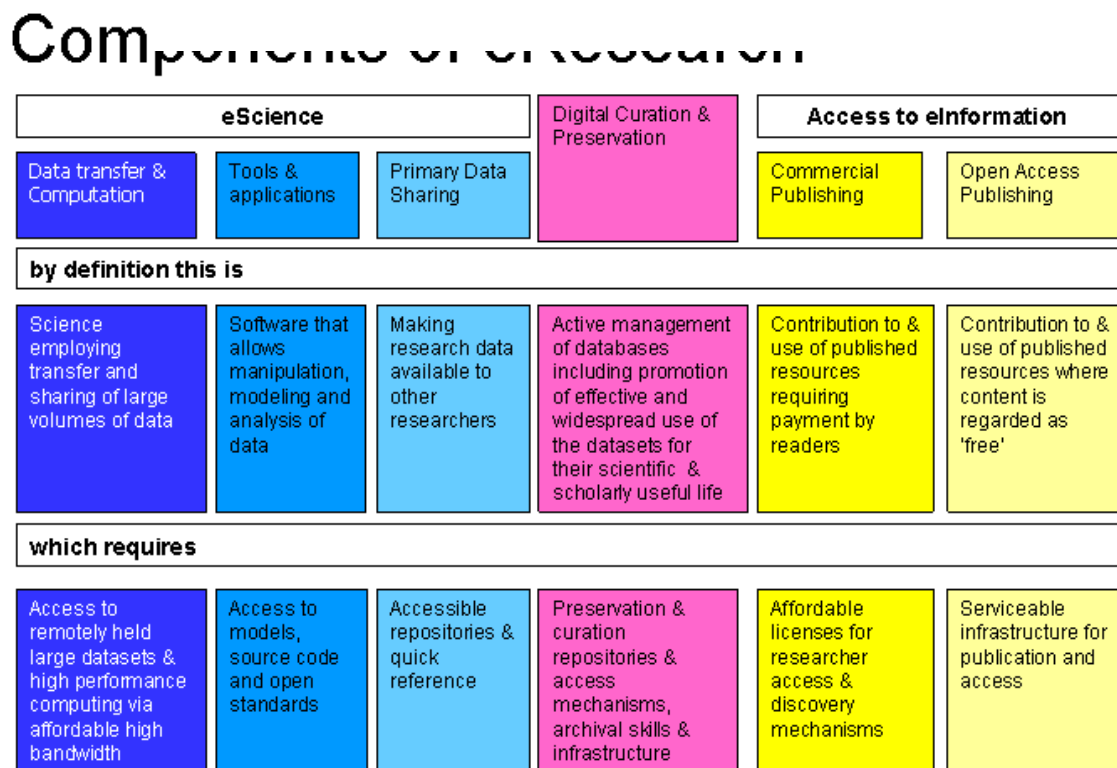 Components of eResearch
eScience
Digital Curation &
Preservation
Access to eInformation
Data transfer &
Computation
Tools &
applications
Primary Data
Sharing
Commercial
Publishing
Open Access
Publishing
by definition this is
Science
employing
transfer and
sharing of large
volumes of data
Software that
allows
manipulation,
modeling and
analysis of
data
Making
research data
available to
other
researchers
Active management
of databases
including promotion
of effective and
widespread use of
the datasets for
their scientific &
scholarly useful life
Contribution to &
use of published
resources
requiring
payment by
readers
Contribution to &
use of published
resources where
content is
regarded as
'free'
which requires
Access to
remotely held
large datasets &
high performance
computing via
affordable high
bandwidth
Access to
models,
source code
and open
standards
Accessible
repositories &
quick
reference
Preservation &
curation
repositories &
access
mechanisms,
archival skills &
infrastructure
Affordable
licenses for
researcher
access &
discovery
mechanisms
Serviceable
infrastructure for
publication and
access